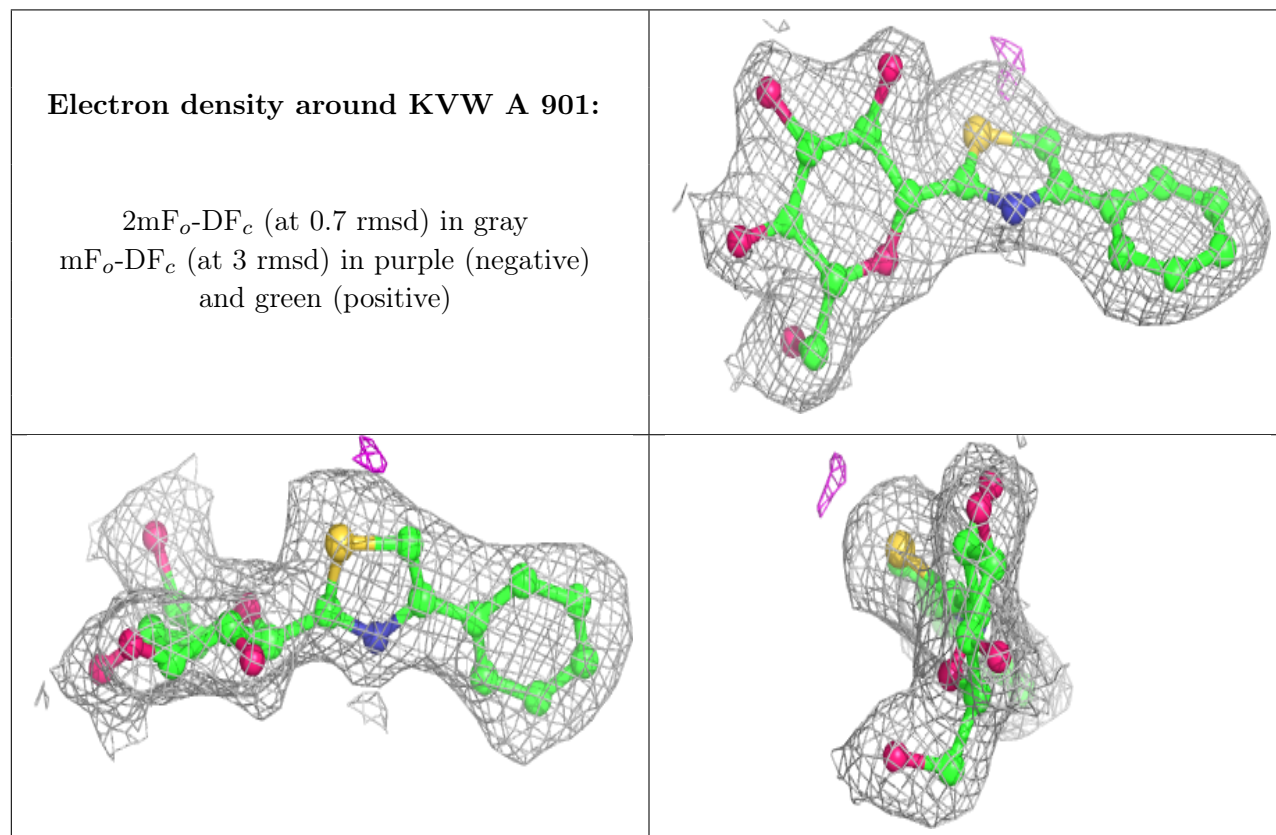 Electron density around KVW A 901:
2mFo-DFc (at 0.7 rmsd) in gray
mFo-DFc (at 3 rmsd) in purple (negative)
and green (positive)